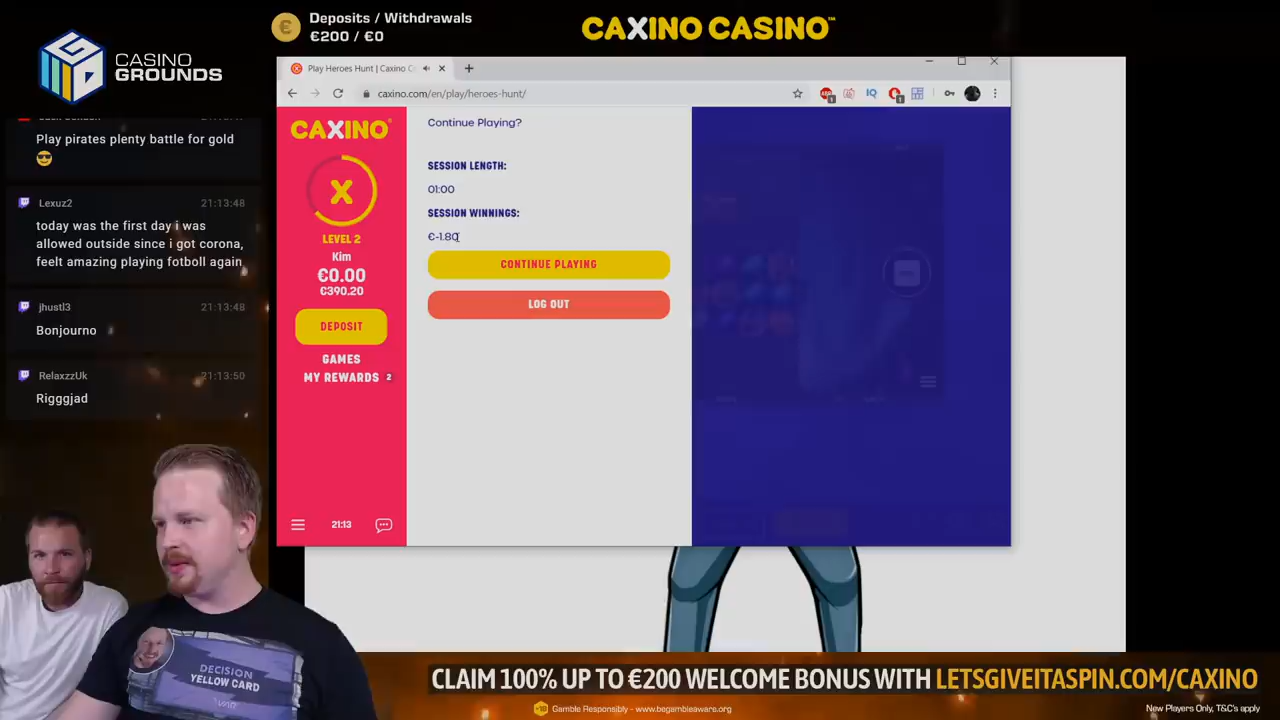 Deposits / Withdrawals
€200 / €0
CAXINO CASINO™
CASINO
GROUNDS
Play Heroes Hunt | Caxino C
caxino.com/en/play/heroes-hunt/
Play pirates plenty battle for gold
😎
Lexuz2 21:13:48
today was the first day i was
allowed outside since i got corona,
feelt amazing playing fotboll again
jhustl3 21:13:48
Bonjourno
RelaxzzUk 21:13:50
Rigggjad
CAXINO
X
LEVEL 2
Kim
€0.00
€390.20
DEPOSIT
GAMES
MY REWARDS 2
21:13
Continue Playing?
SESSION LENGTH:
01:00
SESSION WINNINGS:
€-1.80
CONTINUE PLAYING
LOG OUT
DECISION
YELLOW CARD
VAR
CLAIM 100% UP TO €200 WELCOME BONUS WITH LETSGIVEITASPIN.COM/CAXINO
+18 Gamble Responsibly - www.begambleaware.org
New Players Only, T&C's apply